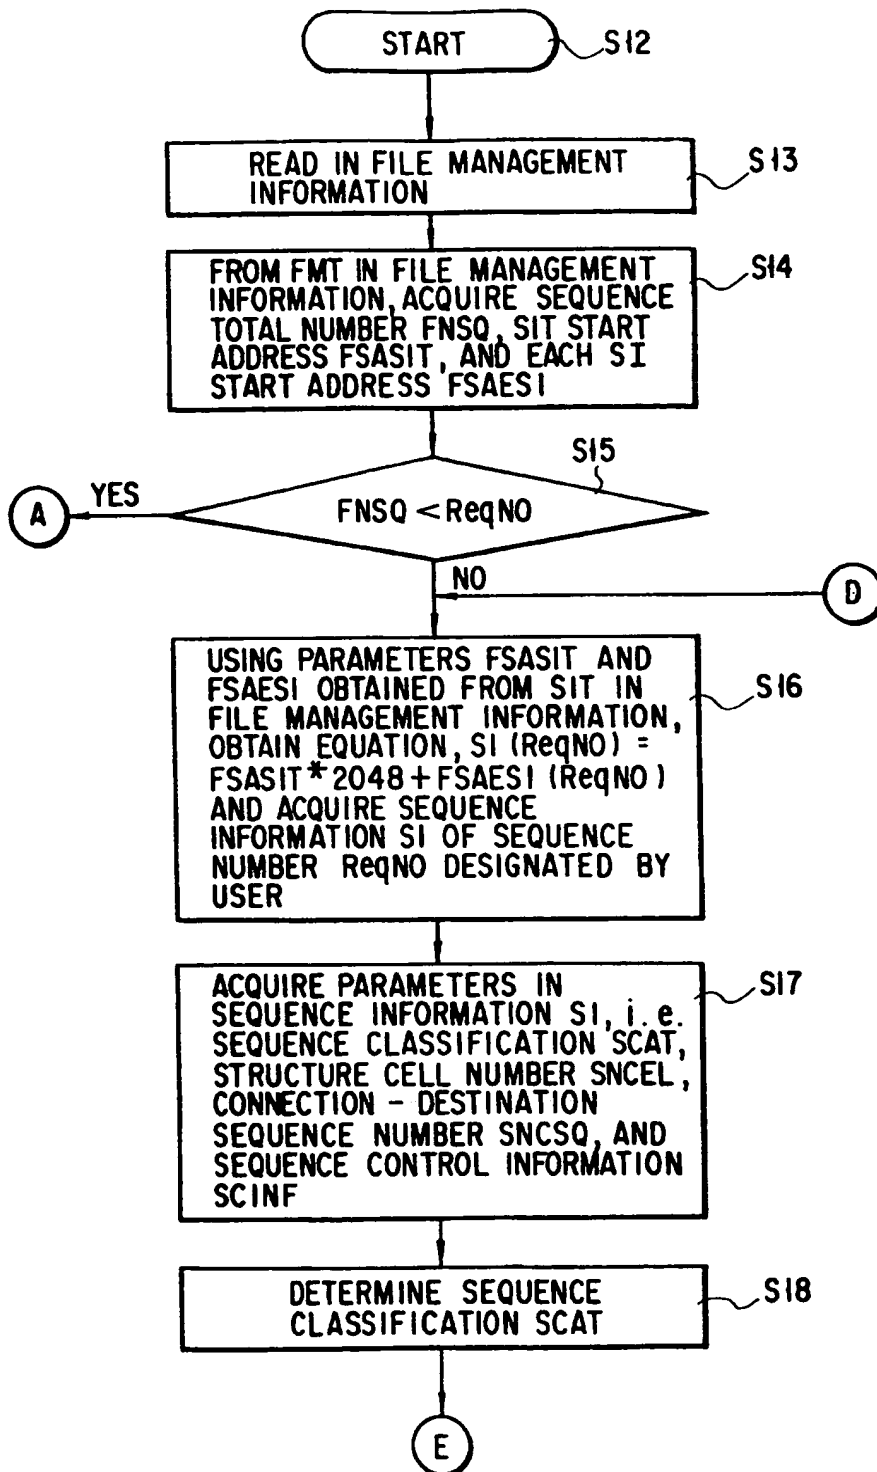 START
S12
READ IN FILE MANAGEMENT
INFORMATION
S13
FROM FMT IN FILE MANAGEMENT
INFORMATION, ACQUIRE SEQUENCE
TOTAL NUMBER FNSQ, SIT START
ADDRESS FSASIT, AND EACH SI
START ADDRESS FSAESI
S14
S15
FNSQ < ReqNO
YES
A
NO
D
USING PARAMETERS FSASIT AND
FSAESI OBTAINED FROM SIT IN
FILE MANAGEMENT INFORMATION,
OBTAIN EQUATION, SI (ReqNO) =
FSASIT * 2048 + FSAESI (ReqNO)
AND ACQUIRE SEQUENCE
INFORMATION SI OF SEQUENCE
NUMBER ReqNO DESIGNATED BY
USER
S16
ACQUIRE PARAMETERS IN
SEQUENCE INFORMATION SI, i.e.
SEQUENCE CLASSIFICATION SCAT,
STRUCTURE CELL NUMBER SNCEL,
CONNECTION - DESTINATION
SEQUENCE NUMBER SNCSQ, AND
SEQUENCE CONTROL INFORMATION
SCINF
S17
DETERMINE SEQUENCE
CLASSIFICATION SCAT
S18
E